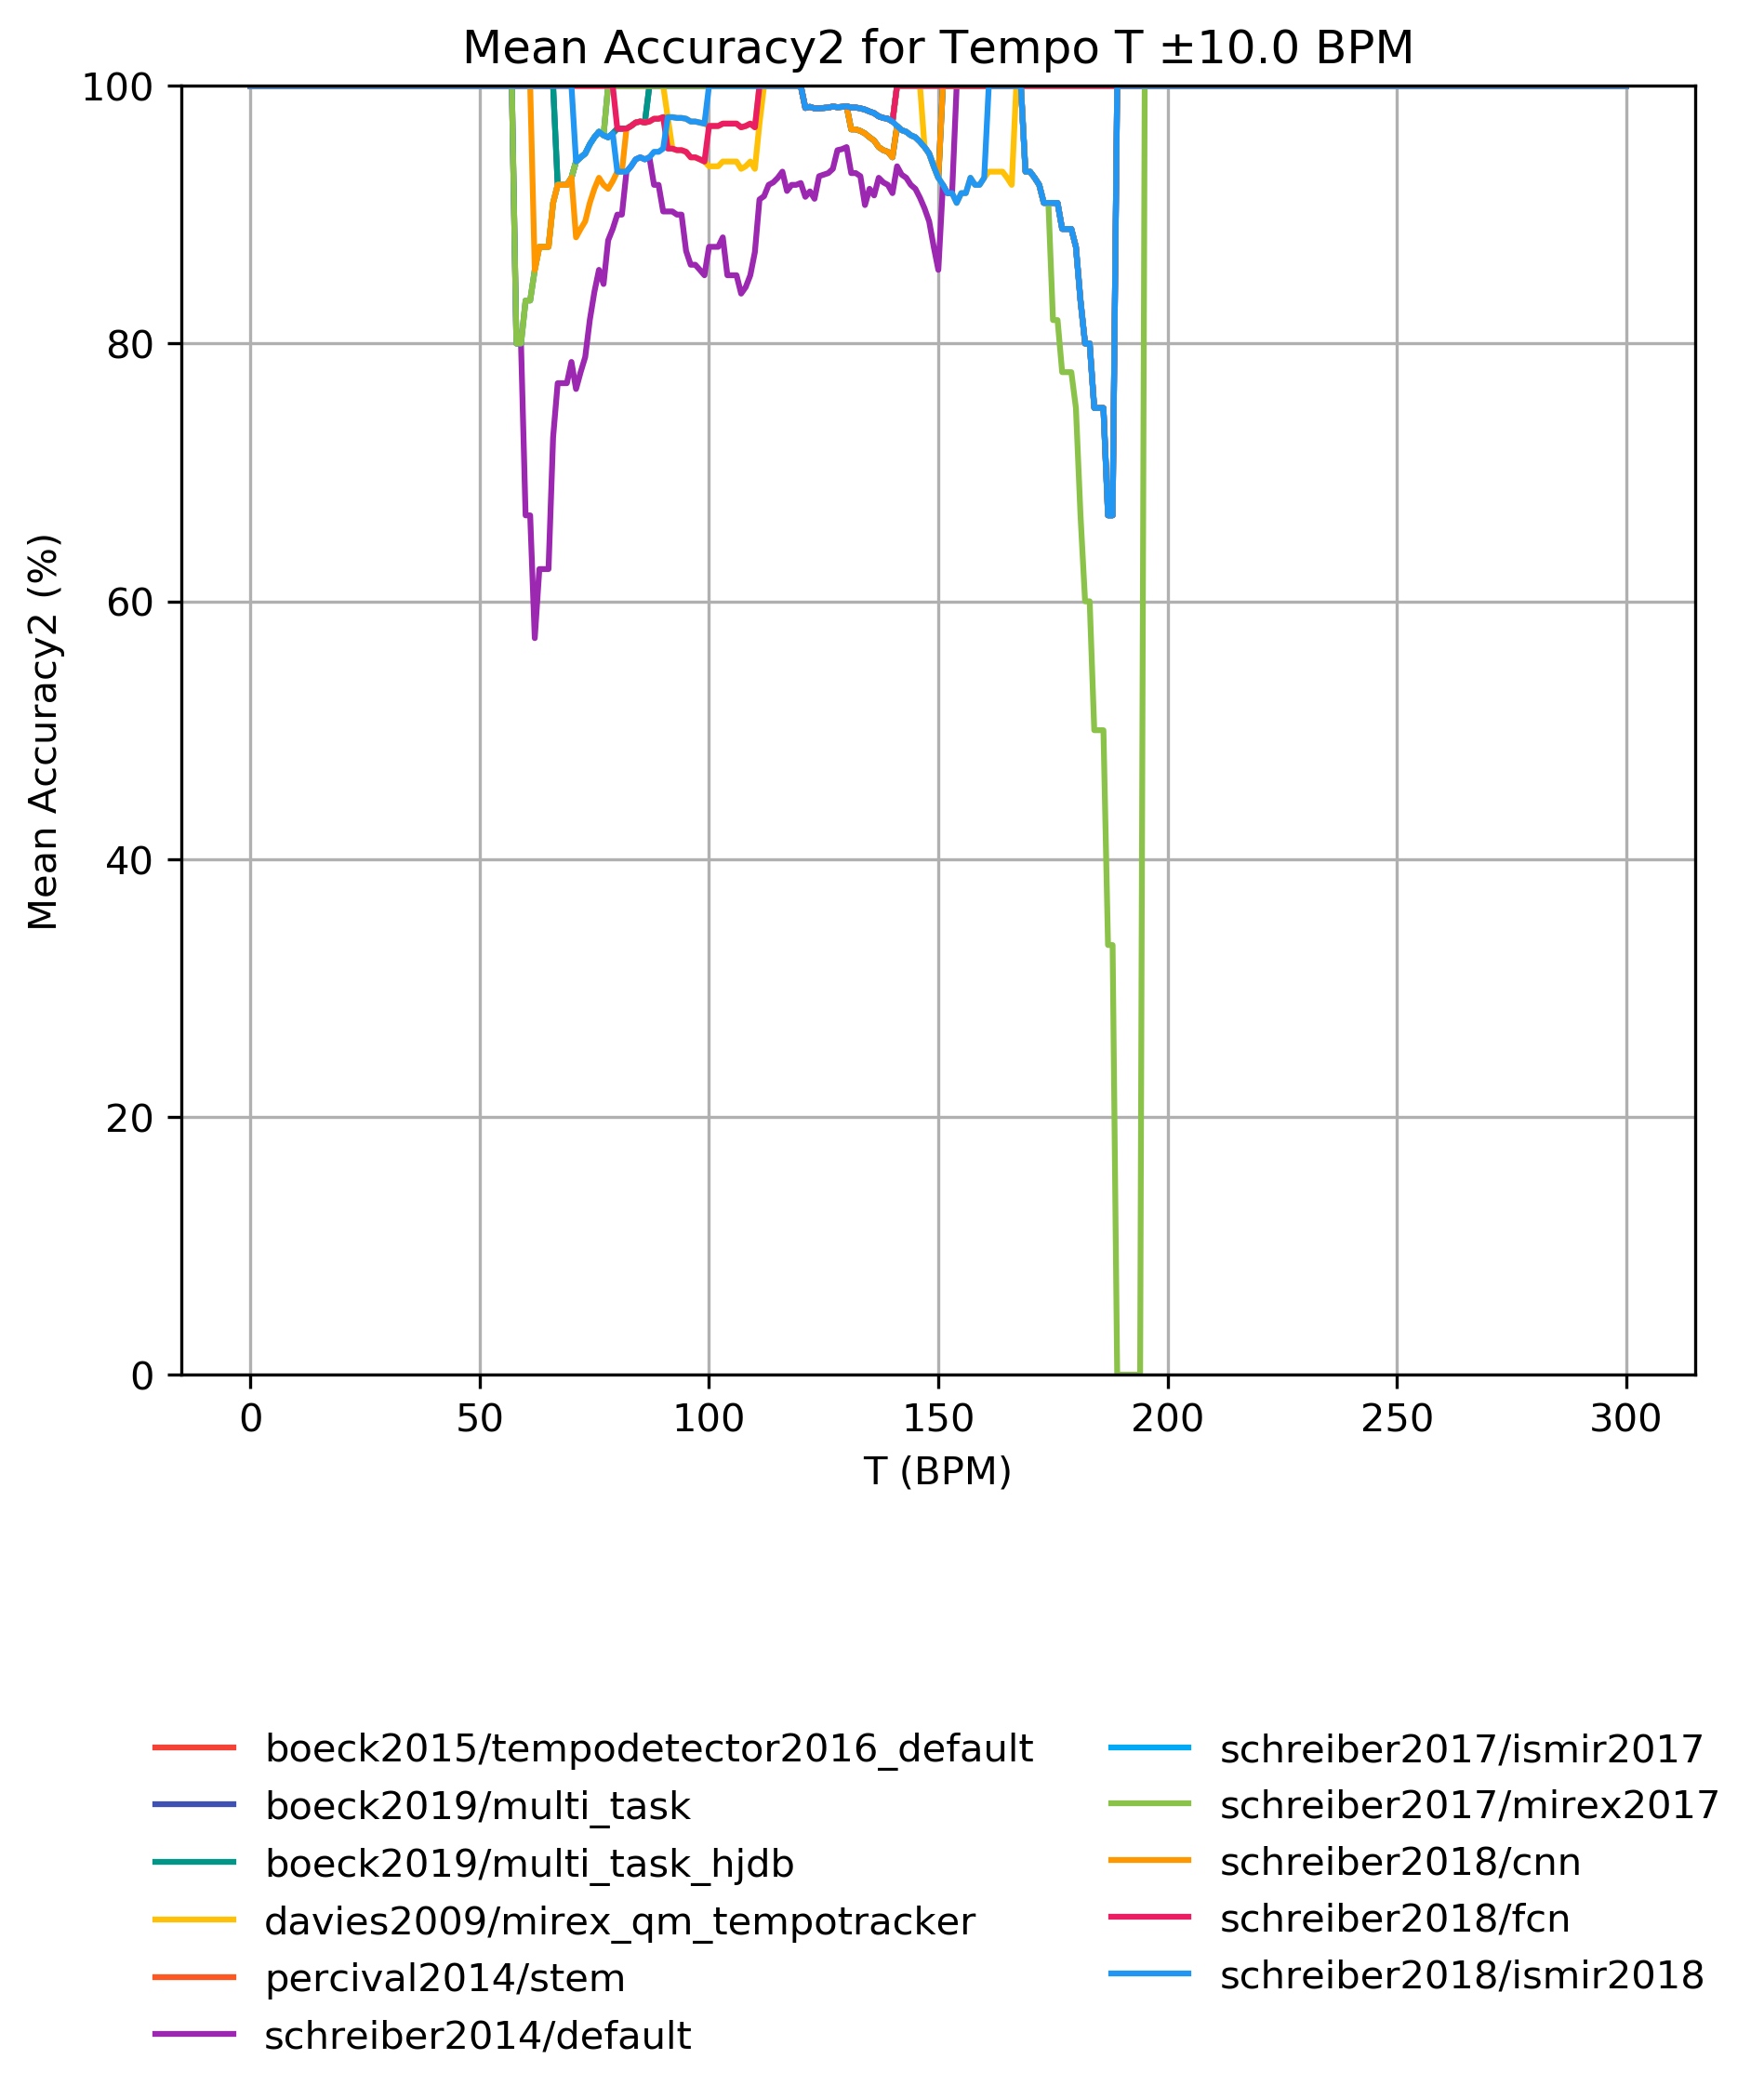 Mean Accuracy2 for Tempo T ±10.0 BPM
100
80
60
40
20
0
Mean Accuracy2 (%)
0 50 100 150 200 250 300
T (BPM)
boeck2015/tempodetector2016_default
boeck2019/multi_task
boeck2019/multi_task_hjdb
davies2009/mirex_qm_tempotracker
percival2014/stem
schreiber2014/default
schreiber2017/ismir2017
schreiber2017/mirex2017
schreiber2018/cnn
schreiber2018/fcn
schreiber2018/ismir2018